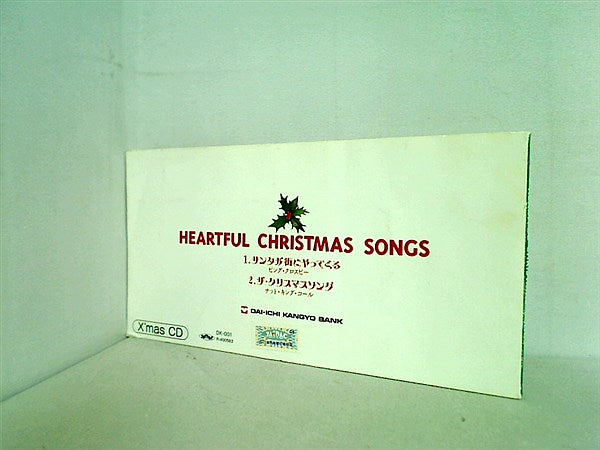 HEARTFUL CHRISTMAS SONGS
1. サンタが街にやってくる
ビング・クロスビー
2. ザ・クリスマスソング
ナット・キング・コール
DAI-ICHI KANGYO BANK
X'mas CD
DK-001